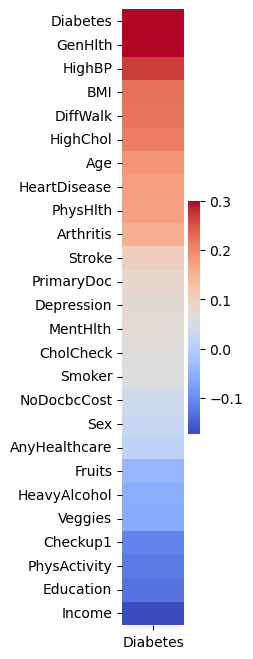 Diabetes
GenHlth
HighBP
BMI
DiffWalk
HighChol
Age
HeartDisease
PhysHlth
Arthritis
Stroke
PrimaryDoc
Depression
MentHlth
CholCheck
Smoker
NoDocbcCost
Sex
AnyHealthcare
Fruits
HeavyAlcohol
Veggies
Checkup1
PhysActivity
Education
Income
Diabetes
0.3
0.2
0.1
0.0
−0.1